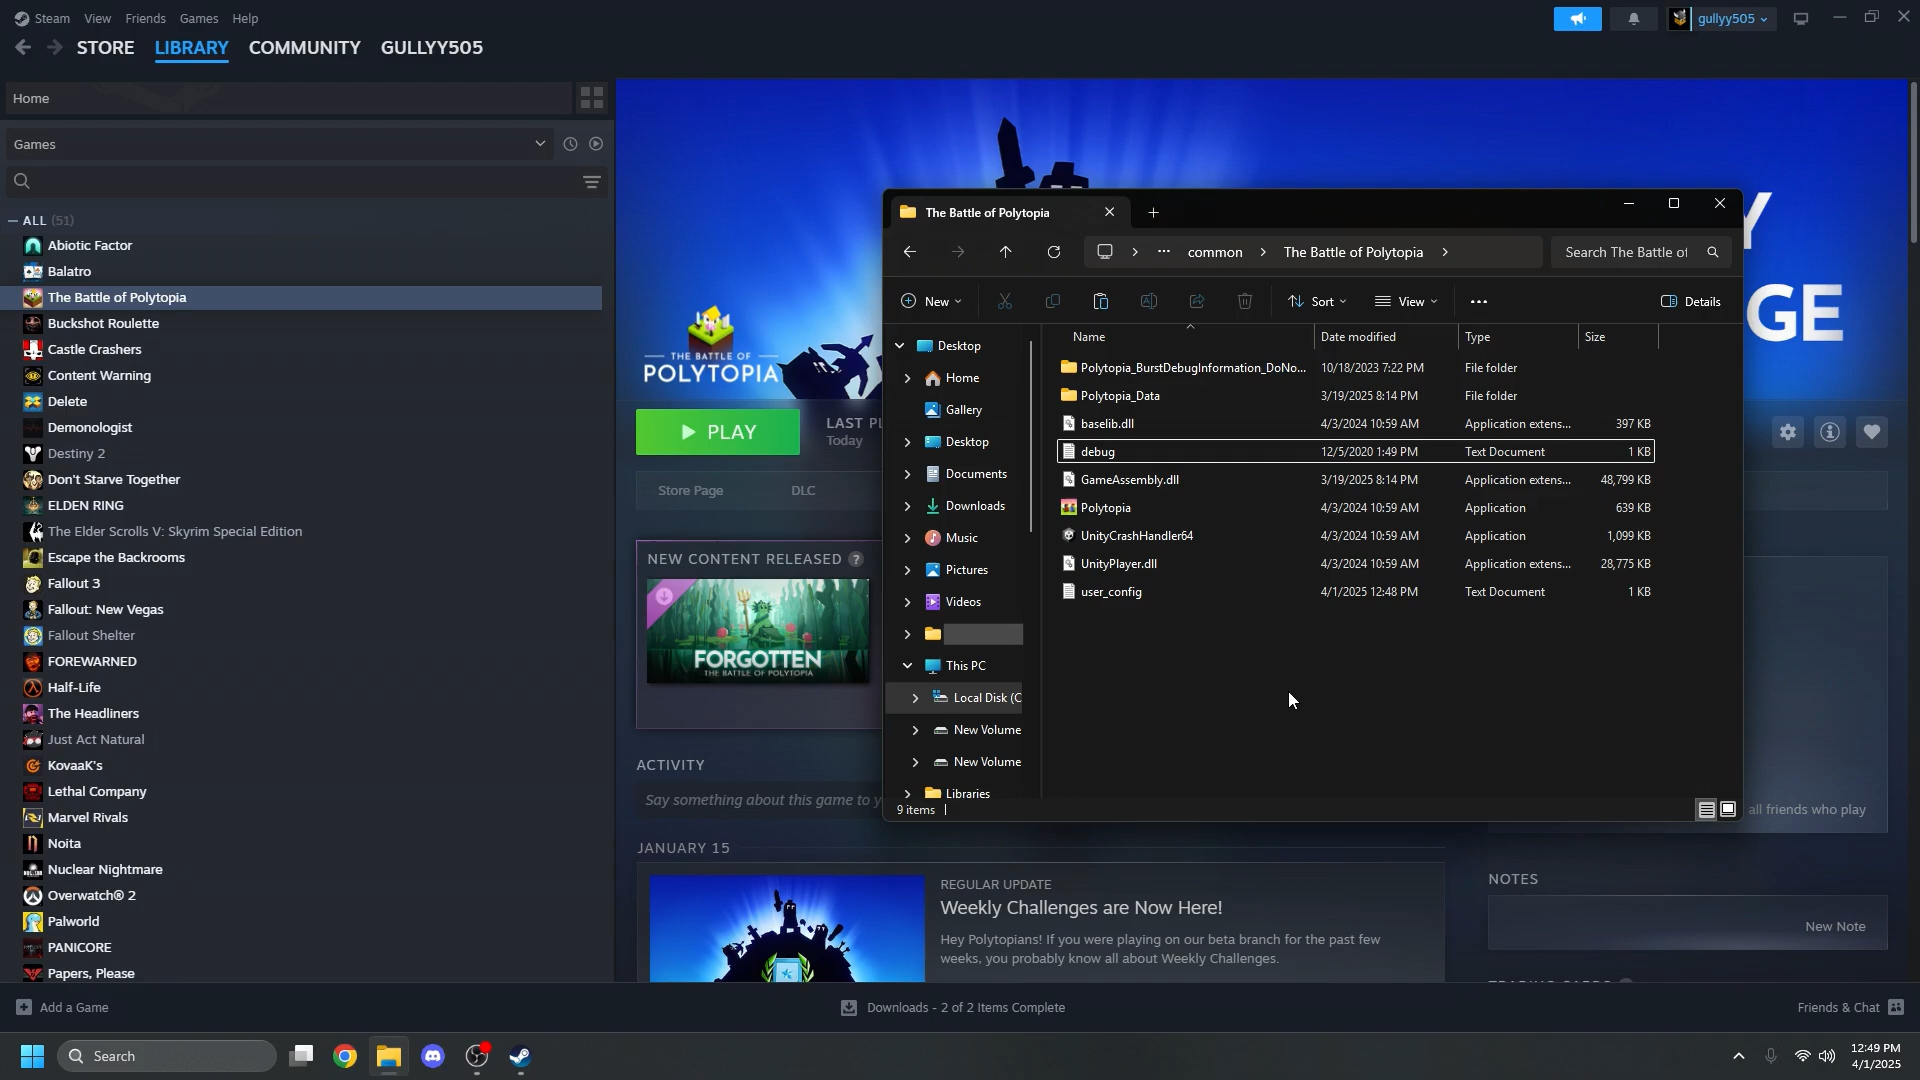 Steam View Friends Games Help
gullyy505
STORE LIBRARY COMMUNITY GULLYY505
Home
Games
— ALL (51)
Abiotic Factor
Balatro
The Battle of Polytopia
Buckshot Roulette
Castle Crashers
Content Warning
Delete
Demonologist
Destiny 2
Don't Starve Together
ELDEN RING
The Elder Scrolls V: Skyrim Special Edition
Escape the Backrooms
Fallout 3
Fallout: New Vegas
Fallout Shelter
FOREWARNED
Half-Life
The Headliners
Just Act Natural
KovaaK's
Lethal Company
Marvel Rivals
Noita
Nuclear Nightmare
Overwatch® 2
Palworld
PANICORE
Papers, Please
Add a Game
THE BATTLE OF
POLYTOPIA
Y
GE
PLAY
LAST PL
Today
Store Page DLC
NEW CONTENT RELEASED ?
FORGOTTEN
THE BATTLE OF POLYTOPIA
ACTIVITY
Say something about this game to y
JANUARY 15
REGULAR UPDATE
Weekly Challenges are Now Here!
Hey Polytopians! If you were playing on our beta branch for the past few
weeks, you probably know all about Weekly Challenges.
all friends who play
NOTES
New Note
The Battle of Polytopia
common > The Battle of Polytopia >
Search The Battle of
New Sort View ••• Details
Desktop
Home
Gallery
Desktop
Documents
Downloads
Music
Pictures
Videos
This PC
Local Disk (C
New Volume
New Volume
Libraries
Name Date modified Type Size
Polytopia_BurstDebugInformation_DoNo... 10/18/2023 7:22 PM File folder
Polytopia_Data 3/19/2025 8:14 PM File folder
baselib.dll 4/3/2024 10:59 AM Application extens... 397 KB
debug 12/5/2020 1:49 PM Text Document 1 KB
GameAssembly.dll 3/19/2025 8:14 PM Application extens... 48,799 KB
Polytopia 4/3/2024 10:59 AM Application 639 KB
UnityCrashHandler64 4/3/2024 10:59 AM Application 1,099 KB
UnityPlayer.dll 4/3/2024 10:59 AM Application extens... 28,775 KB
user_config 4/1/2025 12:48 PM Text Document 1 KB
9 items
Downloads - 2 of 2 Items Complete
Friends & Chat
Search
12:49 PM
4/1/2025